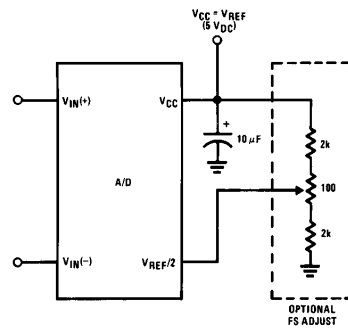 VCC = VREF
(5 VDC)
VIN(+)
VCC
+
10 µF
2k
A/D
100
2k
VIN(−)
VREF/2
OPTIONAL
FS ADJUST